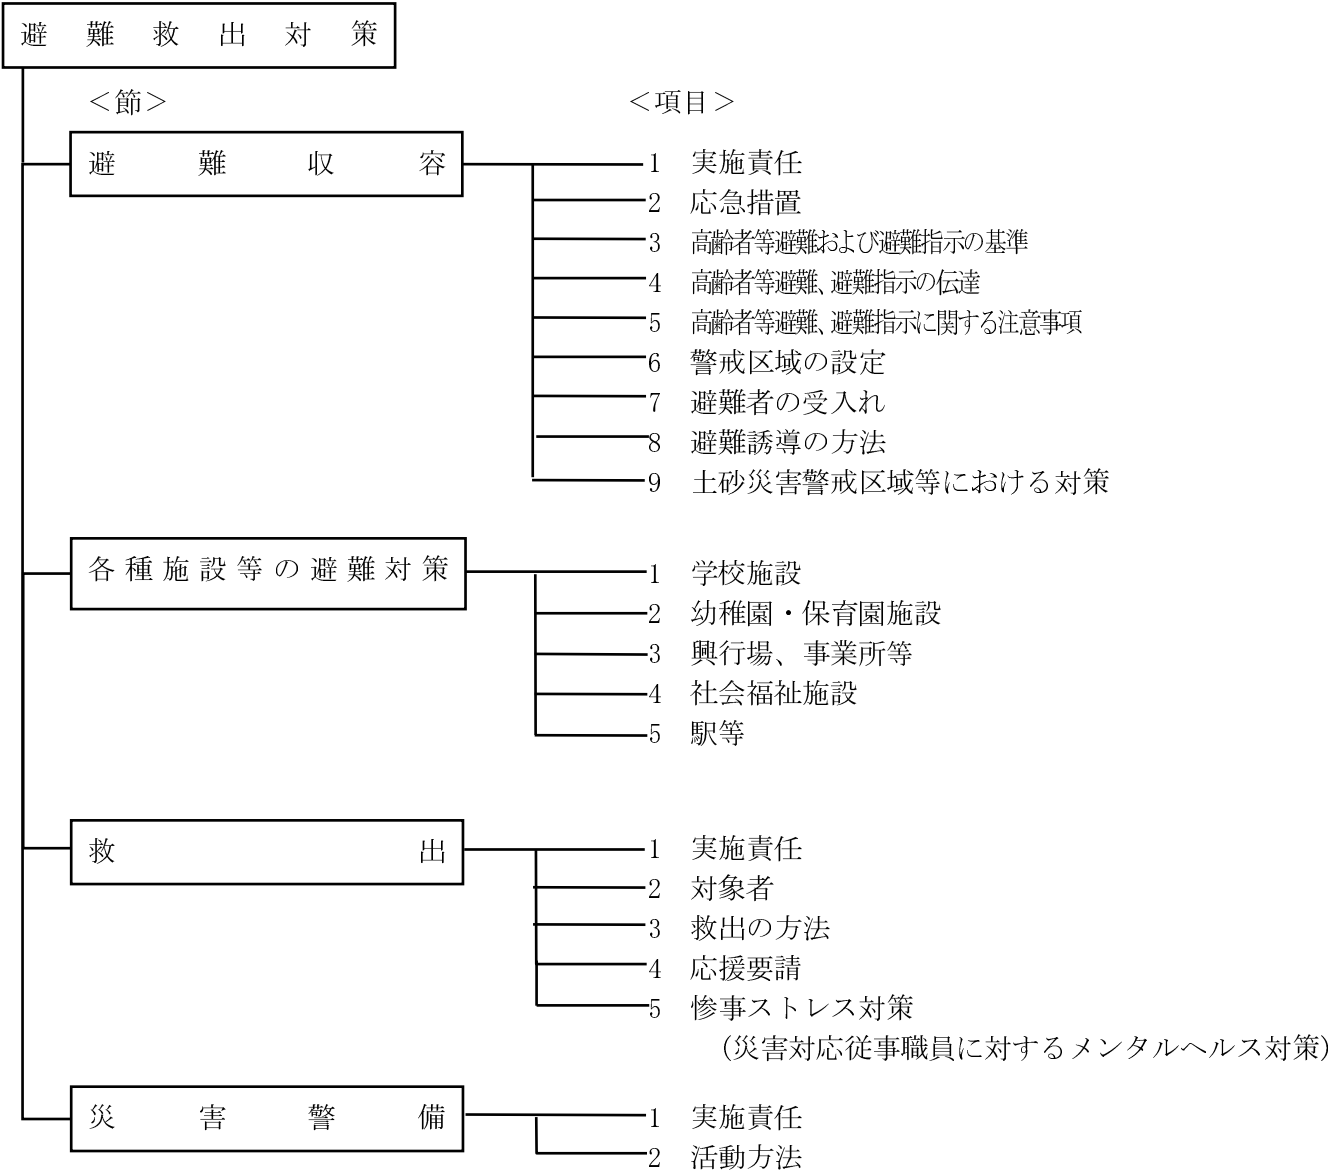 避難救出対策
＜節＞ ＜項目＞
避難収容
1 実施責任
2 応急措置
3 高齢者等避難および避難指示の基準
4 高齢者等避難、避難指示の伝達
5 高齢者等避難、避難指示に関する注意事項
6 警戒区域の設定
7 避難者の受入れ
8 避難誘導の方法
9 土砂災害警戒区域等における対策
各種施設等の避難対策
1 学校施設
2 幼稚園・保育園施設
3 興行場、事業所等
4 社会福祉施設
5 駅等
救出
1 実施責任
2 対象者
3 救出の方法
4 応援要請
5 惨事ストレス対策
（災害対応従事職員に対するメンタルヘルス対策）
災害警備
1 実施責任
2 活動方法